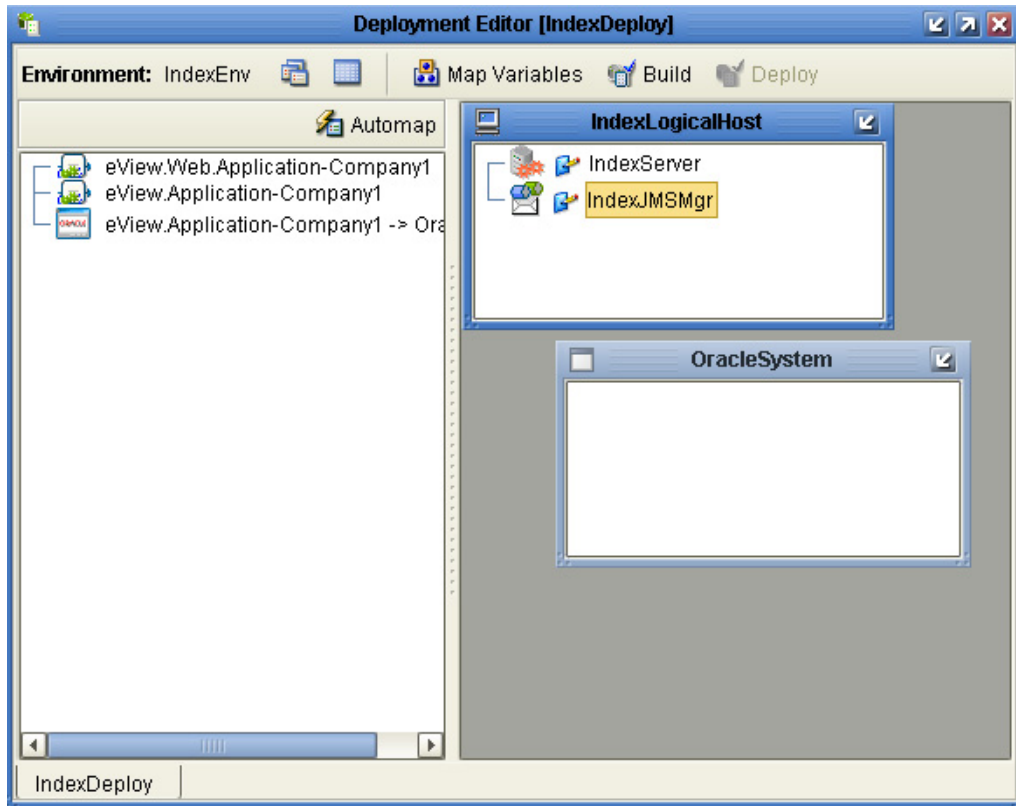 Deployment Editor [IndexDeploy]
Environment: IndexEnv Map Variables Build Deploy
Automap
eView.Web.Application-Company1
eView.Application-Company1
eView.Application-Company1 -> Ora
IndexLogicalHost
IndexServer
IndexJMSMgr
OracleSystem
IndexDeploy